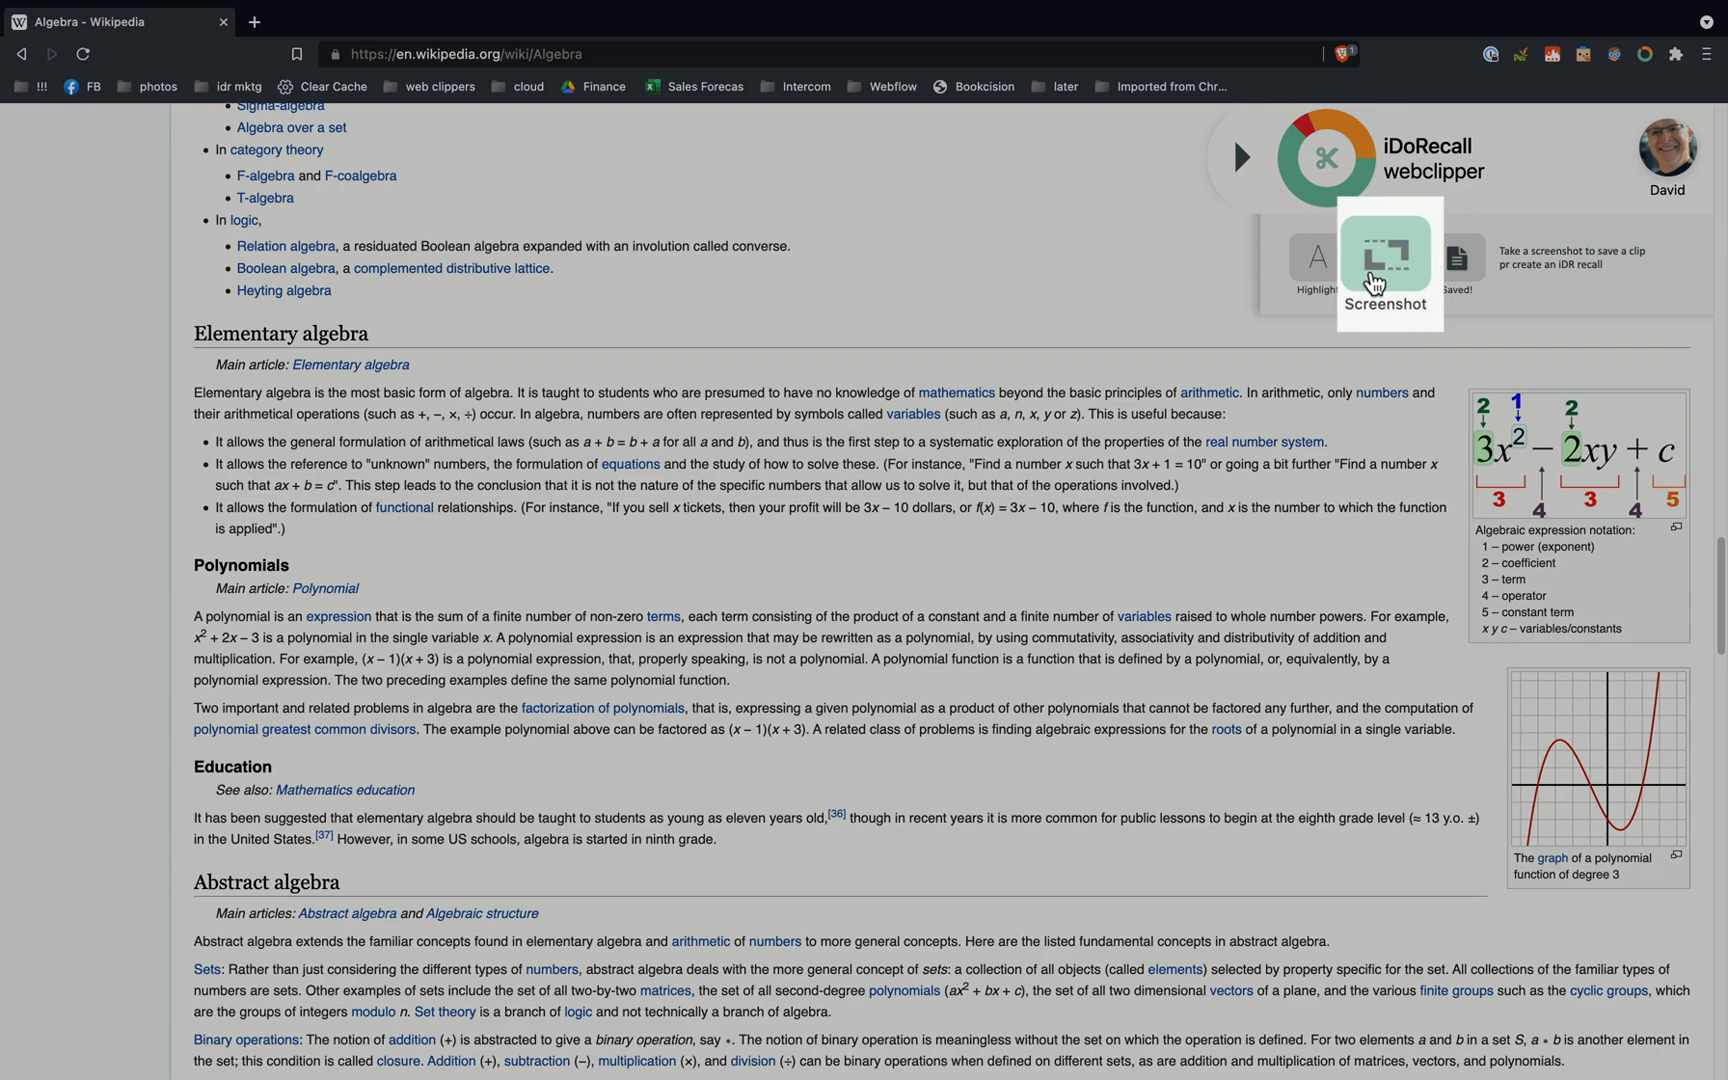 Algebra - Wikipedia
https://en.wikipedia.org/wiki/Algebra
1
!!! FB photos idr mktg Clear Cache web clippers cloud Finance Sales Forecas Intercom Webflow Bookcision later Imported from Chr...
Sigma-algebra
Algebra over a set
In category theory
F-algebra and F-coalgebra
T-algebra
In logic,
Relation algebra, a residuated Boolean algebra expanded with an involution called converse.
Boolean algebra, a complemented distributive lattice.
Heyting algebra
iDoRecall
webclipper
David
A
Highligh
Screenshot
Saved!
Take a screenshot to save a clip
pr create an iDR recall
Elementary algebra
Main article: Elementary algebra
Elementary algebra is the most basic form of algebra. It is taught to students who are presumed to have no knowledge of mathematics beyond the basic principles of arithmetic. In arithmetic, only numbers and
their arithmetical operations (such as +, −, ×, ÷) occur. In algebra, numbers are often represented by symbols called variables (such as a, n, x, y or z). This is useful because:
It allows the general formulation of arithmetical laws (such as a + b = b + a for all a and b), and thus is the first step to a systematic exploration of the properties of the real number system.
It allows the reference to "unknown" numbers, the formulation of equations and the study of how to solve these. (For instance, "Find a number x such that 3x + 1 = 10" or going a bit further "Find a number x
such that ax + b = c". This step leads to the conclusion that it is not the nature of the specific numbers that allow us to solve it, but that of the operations involved.)
It allows the formulation of functional relationships. (For instance, "If you sell x tickets, then your profit will be 3x − 10 dollars, or f(x) = 3x − 10, where f is the function, and x is the number to which the function
is applied".)
2 1 2
3x² − 2xy + c
3 4 3 4 5
Algebraic expression notation:
1 – power (exponent)
2 – coefficient
3 – term
4 – operator
5 – constant term
x y c – variables/constants
Polynomials
Main article: Polynomial
A polynomial is an expression that is the sum of a finite number of non-zero terms, each term consisting of the product of a constant and a finite number of variables raised to whole number powers. For example,
x² + 2x − 3 is a polynomial in the single variable x. A polynomial expression is an expression that may be rewritten as a polynomial, by using commutativity, associativity and distributivity of addition and
multiplication. For example, (x − 1)(x + 3) is a polynomial expression, that, properly speaking, is not a polynomial. A polynomial function is a function that is defined by a polynomial, or, equivalently, by a
polynomial expression. The two preceding examples define the same polynomial function.
Two important and related problems in algebra are the factorization of polynomials, that is, expressing a given polynomial as a product of other polynomials that cannot be factored any further, and the computation of
polynomial greatest common divisors. The example polynomial above can be factored as (x − 1)(x + 3). A related class of problems is finding algebraic expressions for the roots of a polynomial in a single variable.
The graph of a polynomial
function of degree 3
Education
See also: Mathematics education
It has been suggested that elementary algebra should be taught to students as young as eleven years old,[36] though in recent years it is more common for public lessons to begin at the eighth grade level (≈ 13 y.o. ±)
in the United States.[37] However, in some US schools, algebra is started in ninth grade.
Abstract algebra
Main articles: Abstract algebra and Algebraic structure
Abstract algebra extends the familiar concepts found in elementary algebra and arithmetic of numbers to more general concepts. Here are the listed fundamental concepts in abstract algebra.
Sets: Rather than just considering the different types of numbers, abstract algebra deals with the more general concept of sets: a collection of all objects (called elements) selected by property specific for the set. All collections of the familiar types of
numbers are sets. Other examples of sets include the set of all two-by-two matrices, the set of all second-degree polynomials (ax² + bx + c), the set of all two dimensional vectors of a plane, and the various finite groups such as the cyclic groups, which
are the groups of integers modulo n. Set theory is a branch of logic and not technically a branch of algebra.
Binary operations: The notion of addition (+) is abstracted to give a binary operation, say ∗. The notion of binary operation is meaningless without the set on which the operation is defined. For two elements a and b in a set S, a ∗ b is another element in
the set; this condition is called closure. Addition (+), subtraction (−), multiplication (×), and division (÷) can be binary operations when defined on different sets, as are addition and multiplication of matrices, vectors, and polynomials.